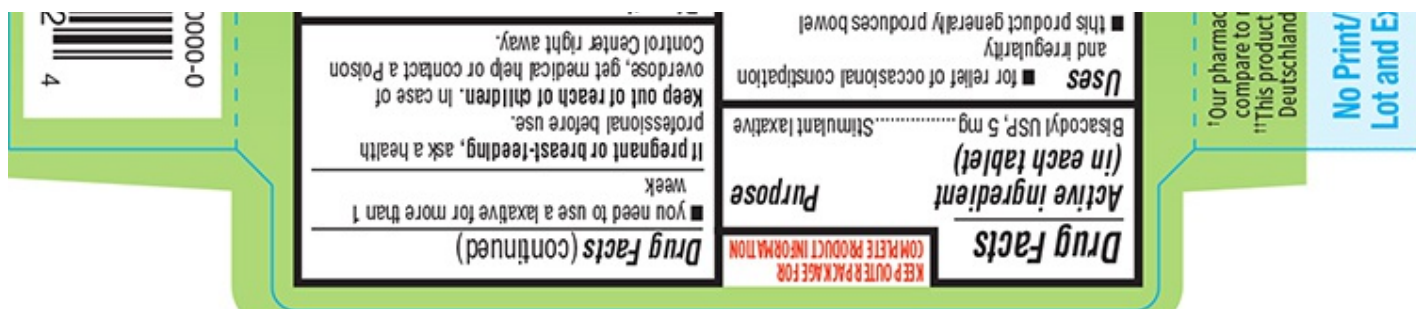 Drug Facts
KEEP OUTER PACKAGE FOR
COMPLETE PRODUCT INFORMATION
Active ingredient
(in each tablet)
Purpose
Bisacodyl USP, 5 mg.................Stimulant laxative
Uses ■ for relief of occasional constipation
and irregularity
■ this product generally produces bowel
Drug Facts (continued)
■ you need to use a laxative for more than 1
week
If pregnant or breast-feeding, ask a health
professional before use.
Keep out of reach of children. In case of
overdose, get medical help or contact a Poison
Control Center right away.
†Our pharmac
compare to
††This product
Deutschland
No Print/
Lot and Ex
0000-0
4
2